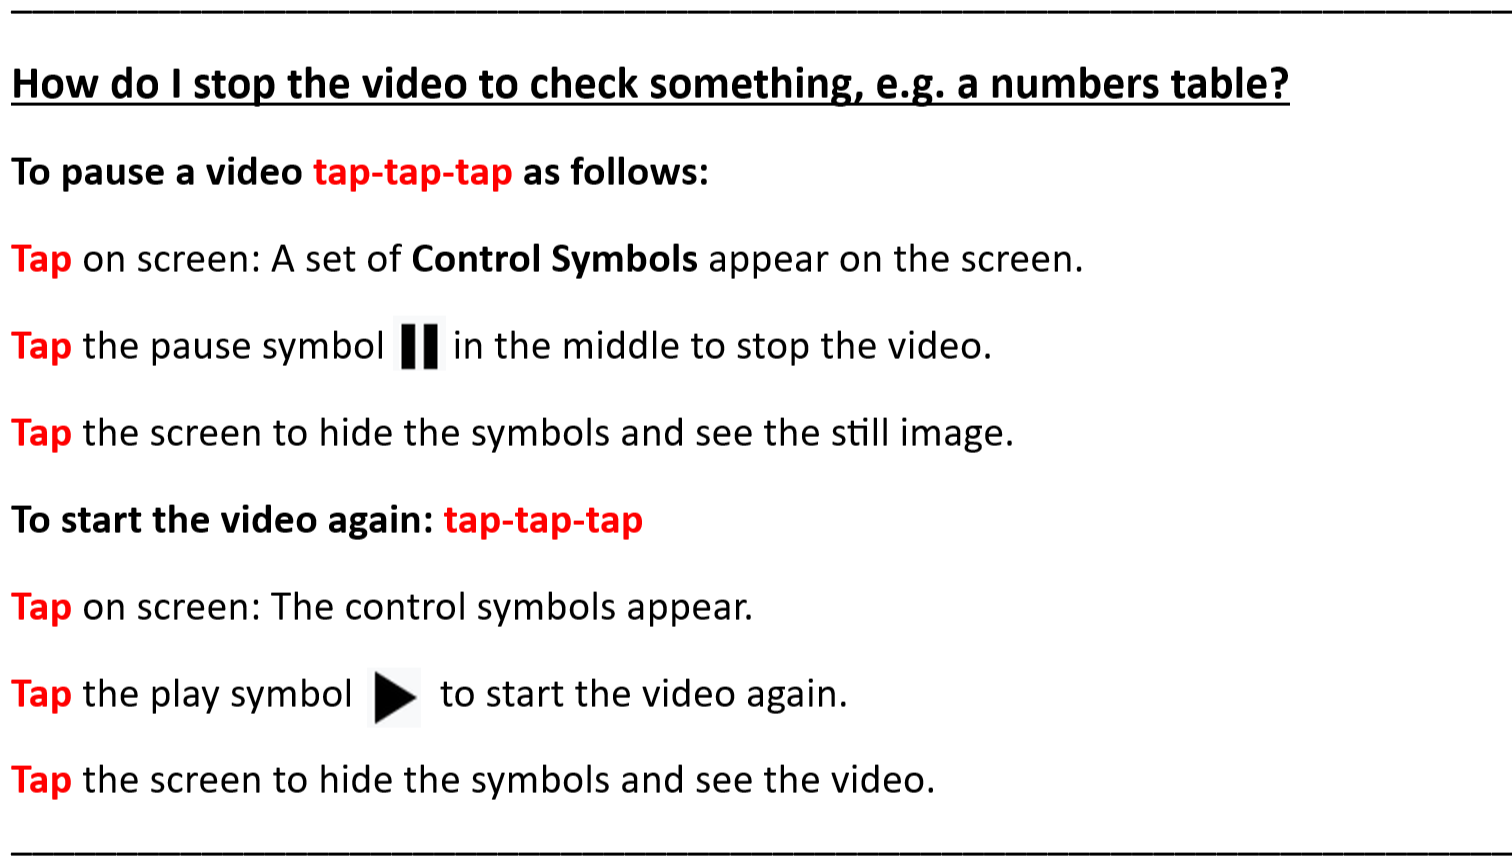 How do I stop the video to check something, e.g. a numbers table?
To pause a video tap-tap-tap as follows:
Tap on screen: A set of Control Symbols appear on the screen.
Tap the pause symbol in the middle to stop the video.
Tap the screen to hide the symbols and see the still image.
To start the video again: tap-tap-tap
Tap on screen: The control symbols appear.
Tap the play symbol to start the video again.
Tap the screen to hide the symbols and see the video.